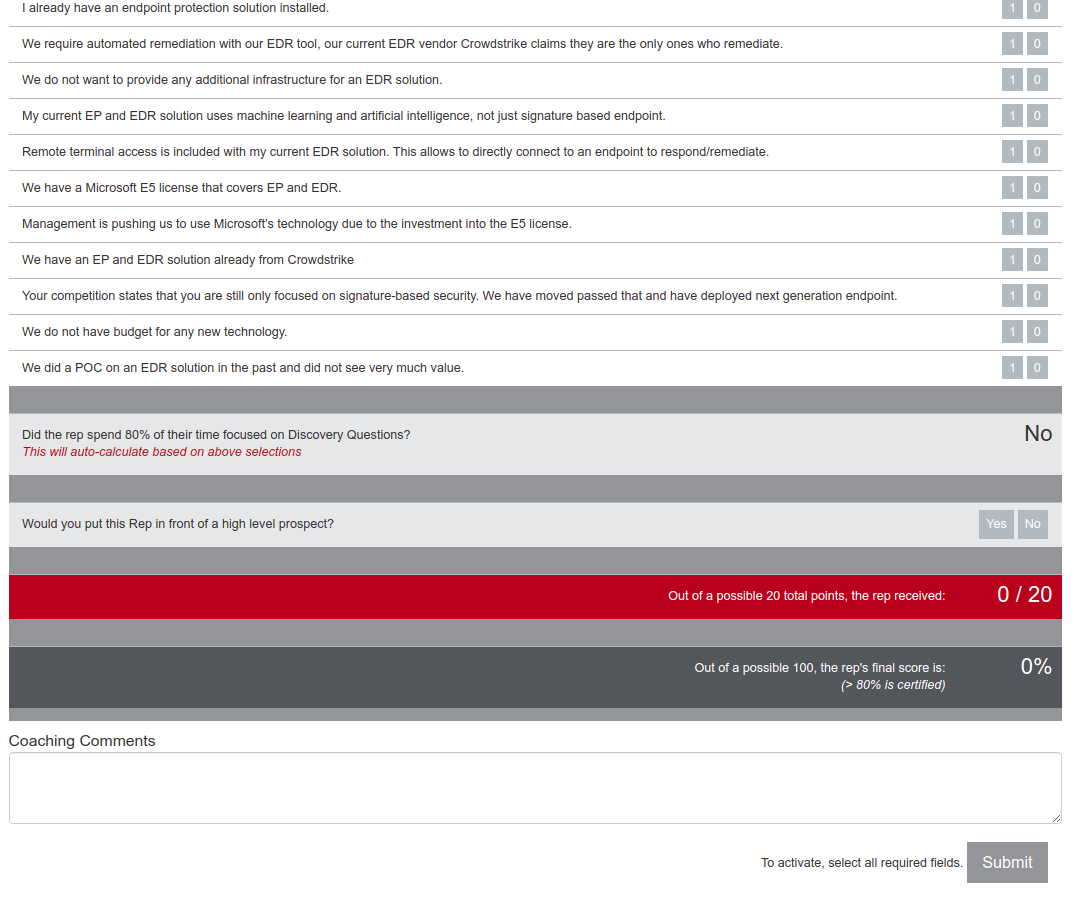 I already have an endpoint protection solution installed. 1 0
We require automated remediation with our EDR tool, our current EDR vendor Crowdstrike claims they are the only ones who remediate. 1 0
We do not want to provide any additional infrastructure for an EDR solution. 1 0
My current EP and EDR solution uses machine learning and artificial intelligence, not just signature based endpoint. 1 0
Remote terminal access is included with my current EDR solution. This allows to directly connect to an endpoint to respond/remediate. 1 0
We have a Microsoft E5 license that covers EP and EDR. 1 0
Management is pushing us to use Microsoft's technology due to the investment into the E5 license. 1 0
We have an EP and EDR solution already from Crowdstrike 1 0
Your competition states that you are still only focused on signature-based security. We have moved passed that and have deployed next generation endpoint. 1 0
We do not have budget for any new technology. 1 0
We did a POC on an EDR solution in the past and did not see very much value. 1 0
Did the rep spend 80% of their time focused on Discovery Questions? No
This will auto-calculate based on above selections
Would you put this Rep in front of a high level prospect? Yes No
Out of a possible 20 total points, the rep received: 0 / 20
Out of a possible 100, the rep's final score is: 0%
(> 80% is certified)
Coaching Comments
To activate, select all required fields. Submit